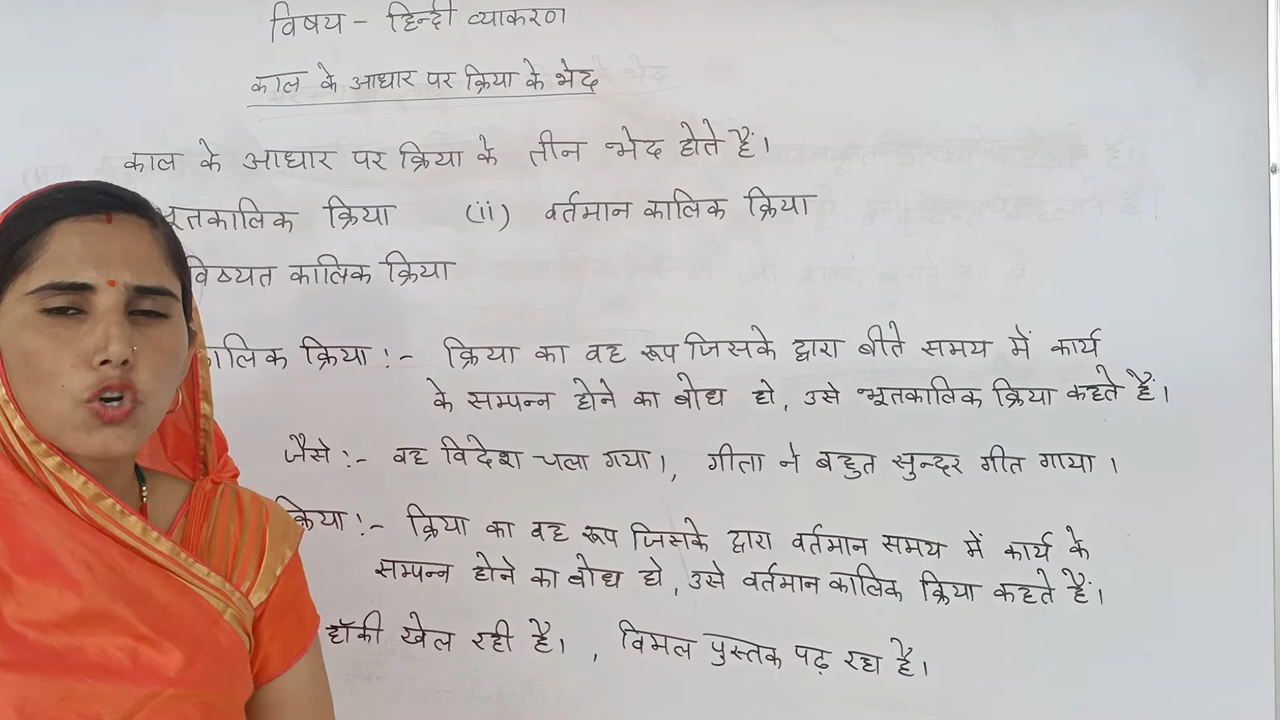 विषय - हिन्दी व्याकरण
काल के आधार पर क्रिया के भेद
काल के आधार पर क्रिया के तीन भेद होते हैं।
भूतकालिक क्रिया (ii) वर्तमान कालिक क्रिया
विष्यत कालिक क्रिया
कालिक क्रिया :- क्रिया का वह रूप जिसके द्वारा बीते समय में कार्य
के सम्पन्न होने का बोध हो, उसे भूतकालिक क्रिया कहते हैं।
जैसे :- वह विदेश चला गया।, गीता ने बहुत सुन्दर गीत गाया।
क्रिया :- क्रिया का वह रूप जिसके द्वारा वर्तमान समय में कार्य के
सम्पन्न होने का बोध हो, उसे वर्तमान कालिक क्रिया कहते हैं।
हॉकी खेल रही है।, विमल पुस्तक पढ़ रहा है।